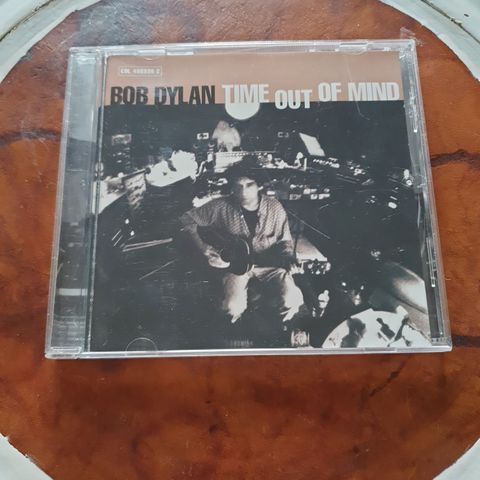 BOB DYLAN TIME OUT OF MIND